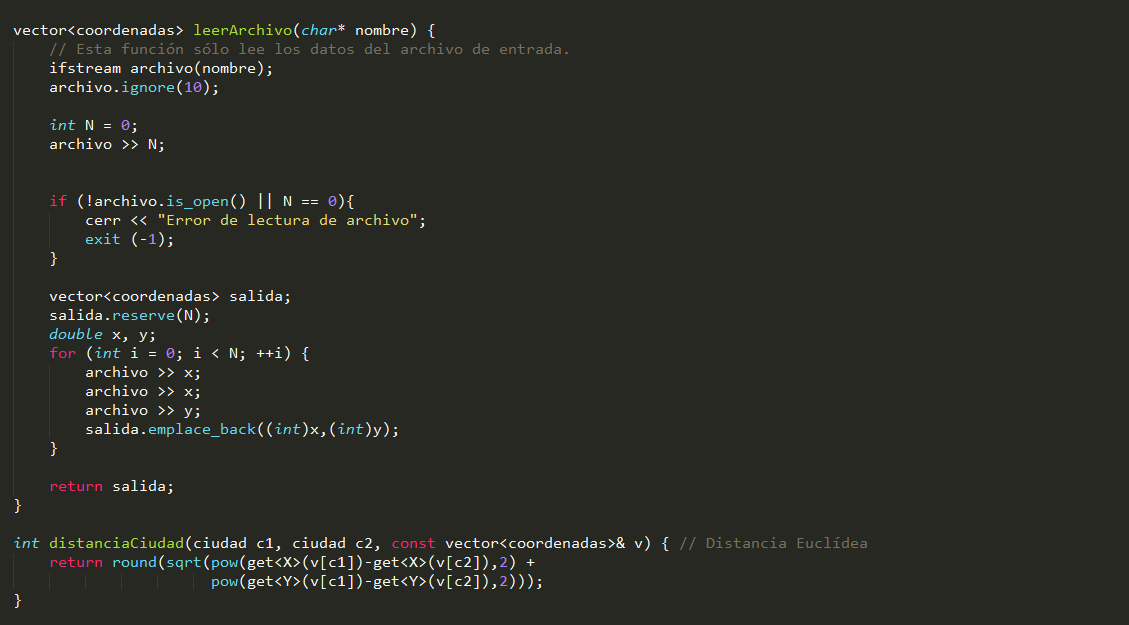 vector<coordenadas> leerArchivo(char* nombre) {
// Esta función sólo lee los datos del archivo de entrada.
ifstream archivo(nombre);
archivo.ignore(10);
int N = 0;
archivo >> N;
if (!archivo.is_open() || N == 0){
cerr << "Error de lectura de archivo";
exit (-1);
}
vector<coordenadas> salida;
salida.reserve(N);
double x, y;
for (int i = 0; i < N; ++i) {
archivo >> x;
archivo >> x;
archivo >> y;
salida.emplace_back((int)x,(int)y);
}
return salida;
}
int distanciaCiudad(ciudad c1, ciudad c2, const vector<coordenadas>& v) { // Distancia Euclídea
return round(sqrt(pow(get<X>(v[c1])-get<X>(v[c2]),2) +
pow(get<Y>(v[c1])-get<Y>(v[c2]),2)));
}